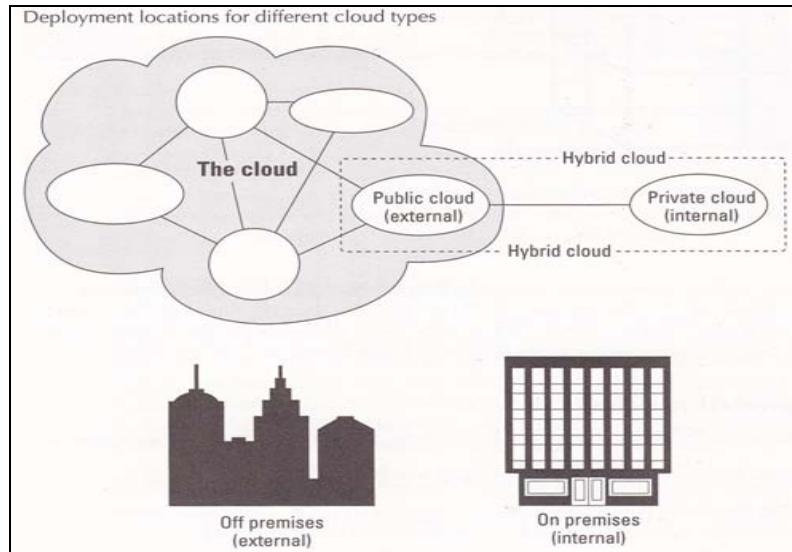 Deployment locations for different cloud types
Hybrid cloud
The cloud
Public cloud
(external)
Private cloud
(internal)
Hybrid cloud
Off premises
(external)
On premises
(internal)